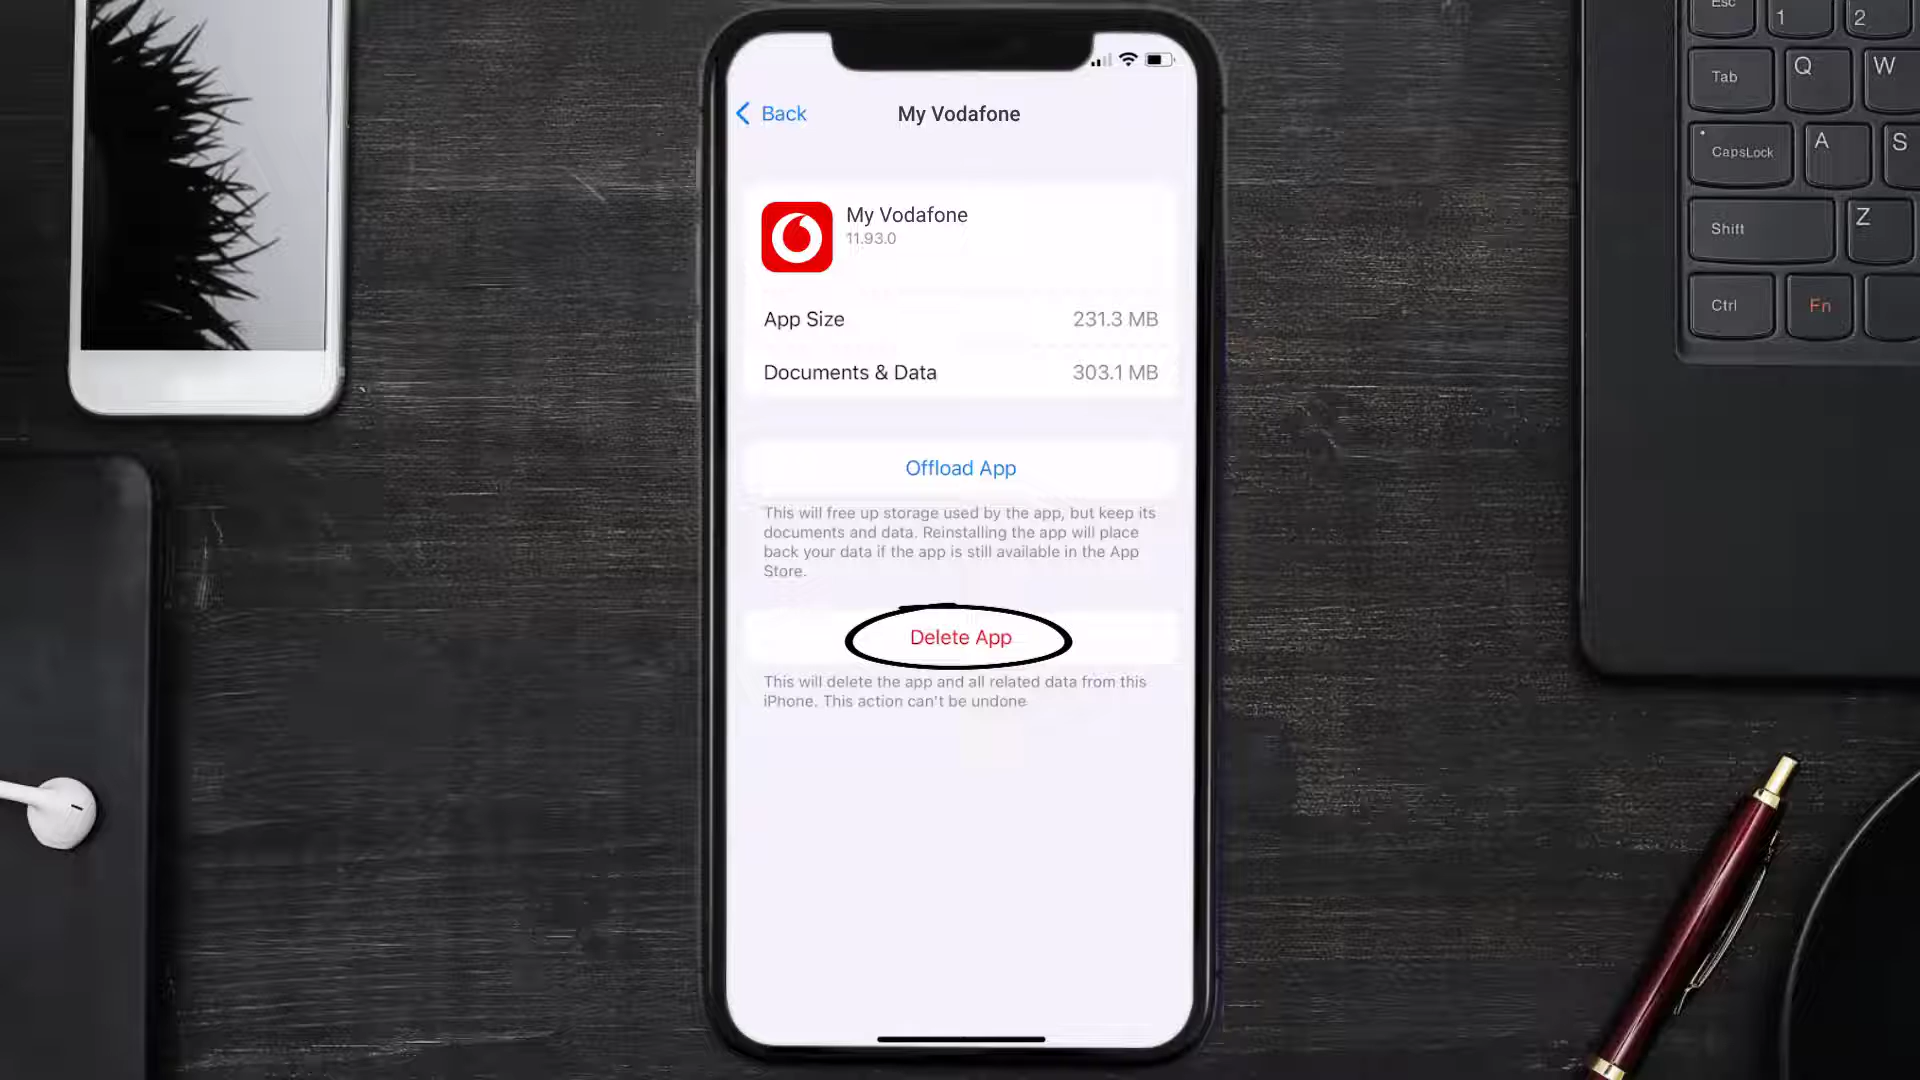 Back
My Vodafone
My Vodafone
11.93.0
App Size
231.3 MB
Documents & Data
303.1 MB
Offload App
This will free up storage used by the app, but keep its
documents and data. Reinstalling the app will place
back your data if the app is still available in the App
Store.
Delete App
This will delete the app and all related data from this
iPhone. This action can't be undone
Esc
1
2
Tab
Q
W
CapsLock
A
S
Shift
Z
Ctrl
Fn